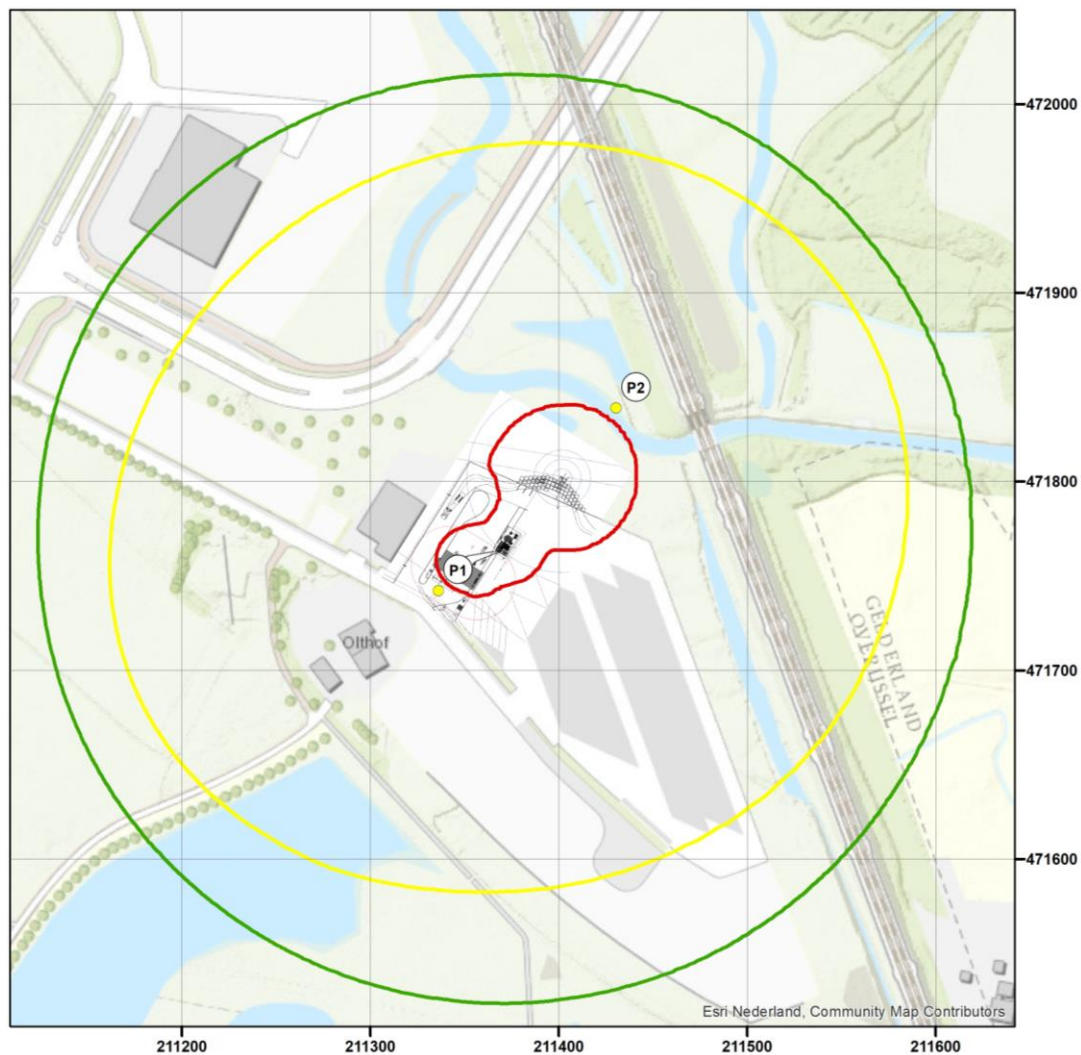 472000
471900
P2
471800
P1
Olthof
GELDERLAND
OVERIJSSEL
471700
471600
Esri Nederland, Community Map Contributors
211200
211300
211400
211500
211600